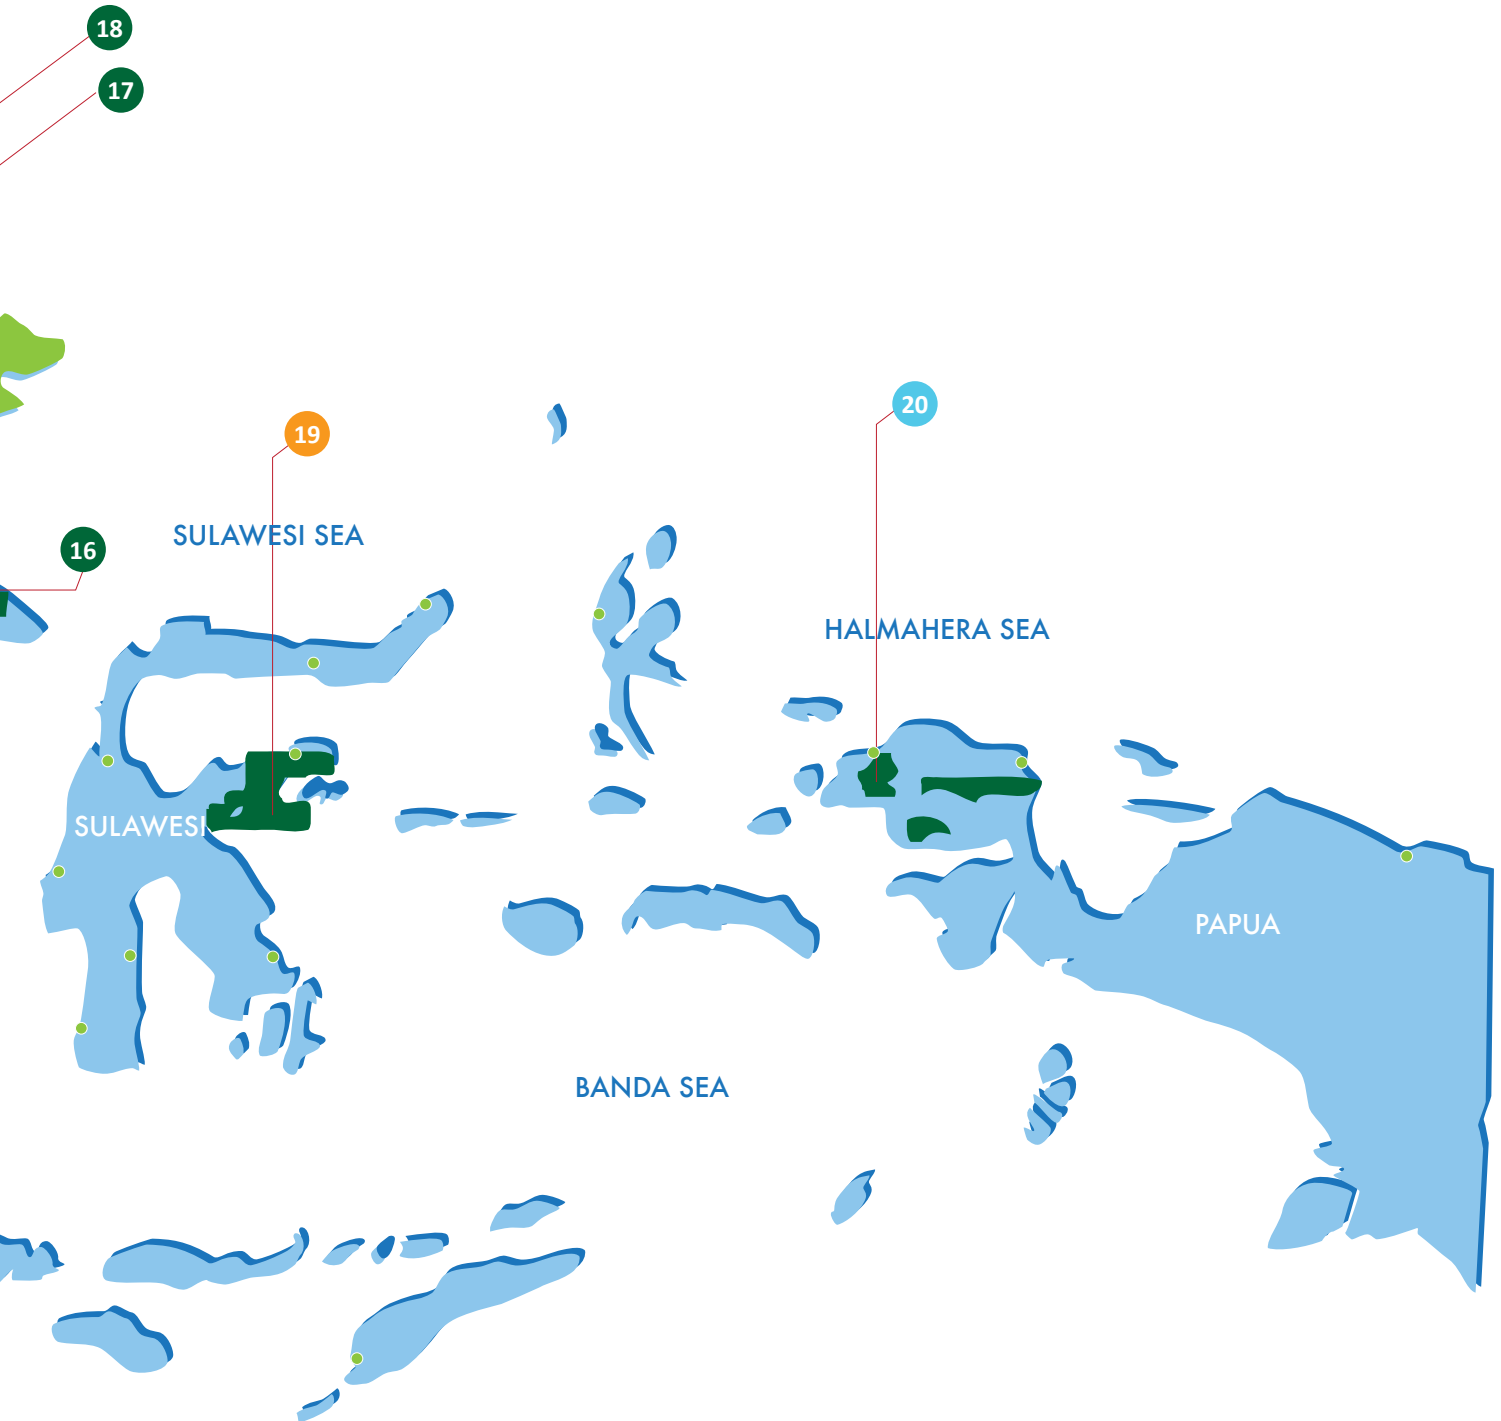 18
17
20
19
SULAWESI SEA
16
HALMAHERA SEA
SULAWESI
PAPUA
BANDA SEA